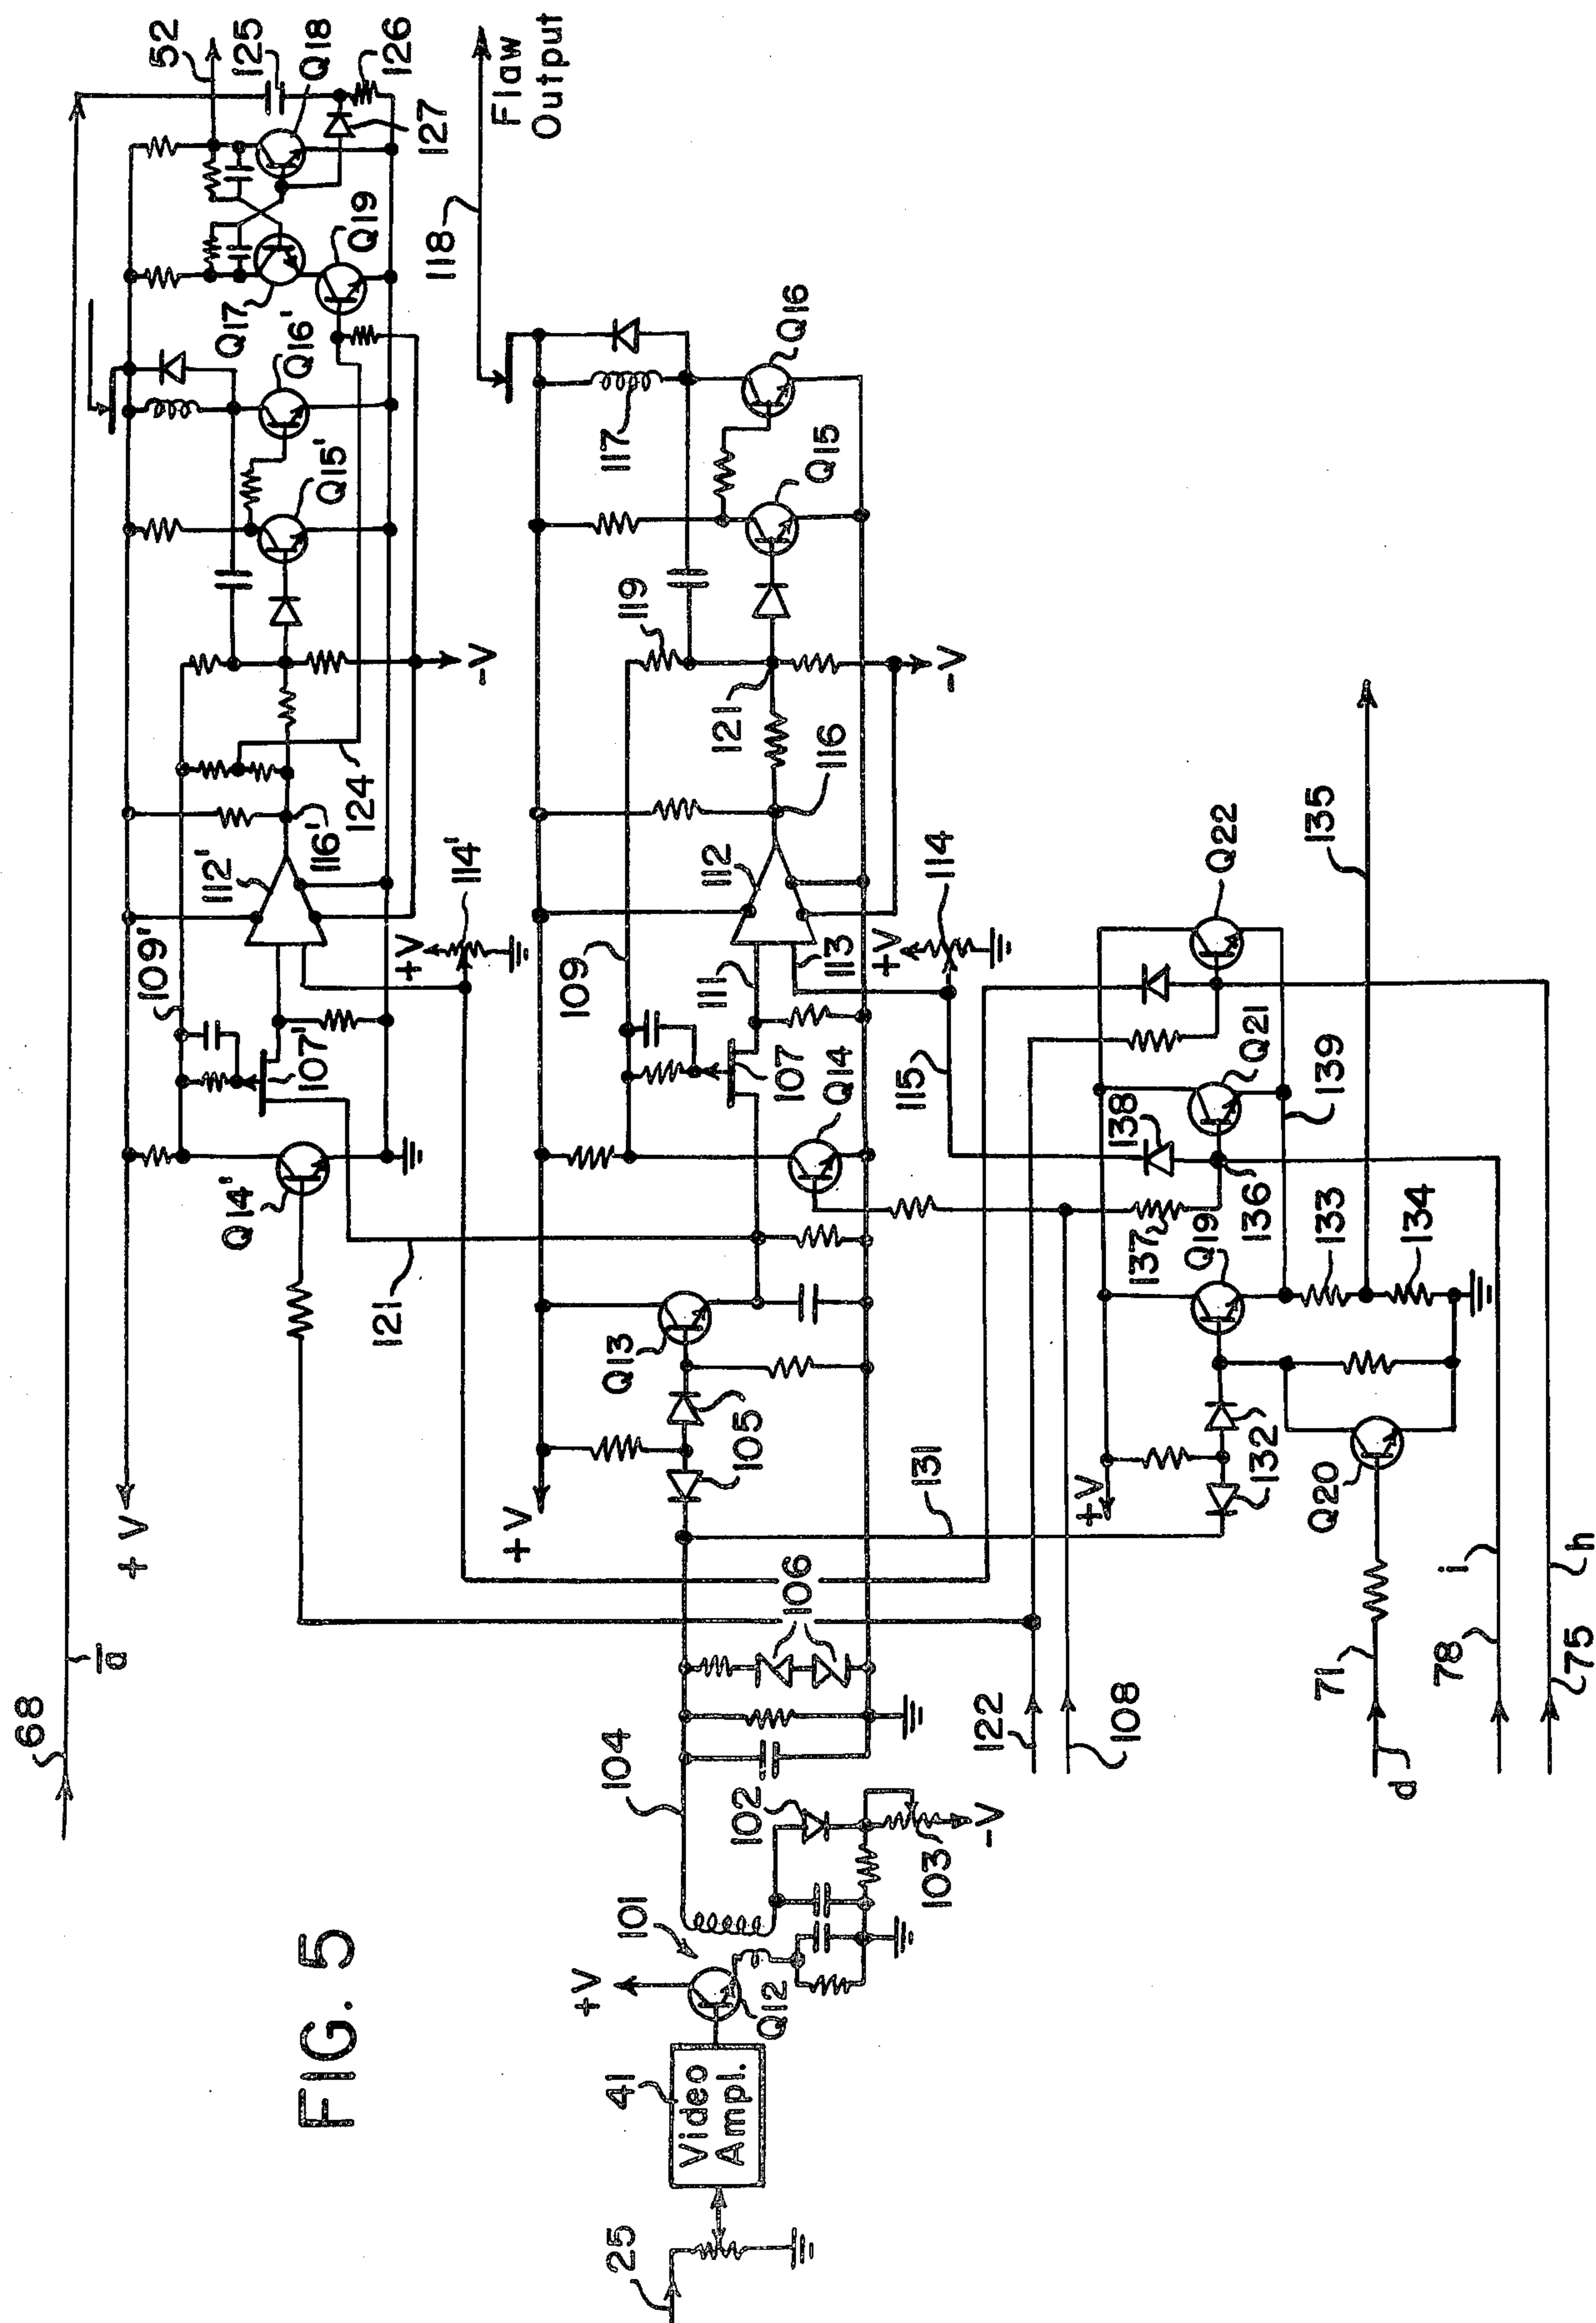 FIG. 5
68
a
+V
Q14'
121
109'
107'
112'
116'
124
+V
114'
-V
Q15'
Q16'
Q17
Q19
Q18
52
125
126
127
25
41
Video
Ampl.
+V
101
Q12
102
103
-V
104
106
105
+V
Q13
Q14
107
109
111
112
113
+V
114
115
116
121
119
-V
117
Q15
Q16
118
Flaw
Output
122
108
131
132
+V
Q20
Q19
137
136
138
Q21
Q22
139
133
134
135
71
d
78
i
75
h